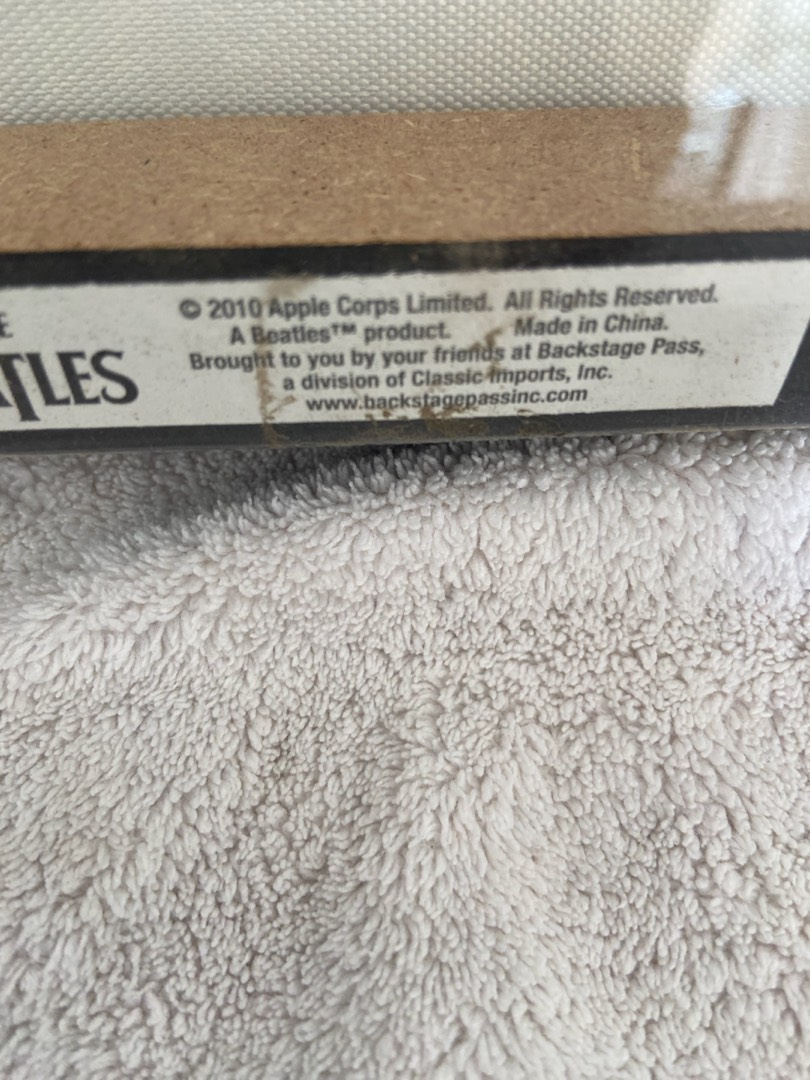 E
TLES
© 2010 Apple Corps Limited. All Rights Reserved.
A Beatles™ product. Made in China.
Brought to you by your friends at Backstage Pass,
a division of Classic Imports, Inc.
www.backstagepassinc.com